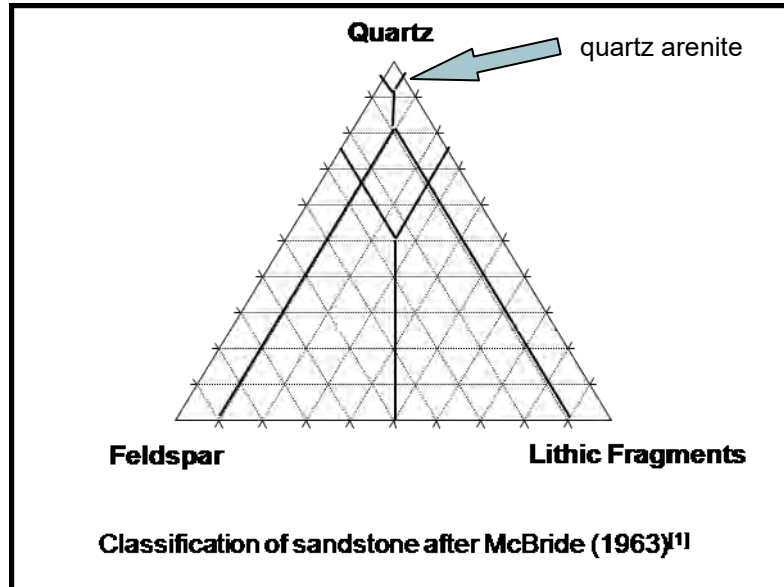 Quartz
quartz arenite
Feldspar
Lithic Fragments
Classification of sandstone after McBride (1963)[1]